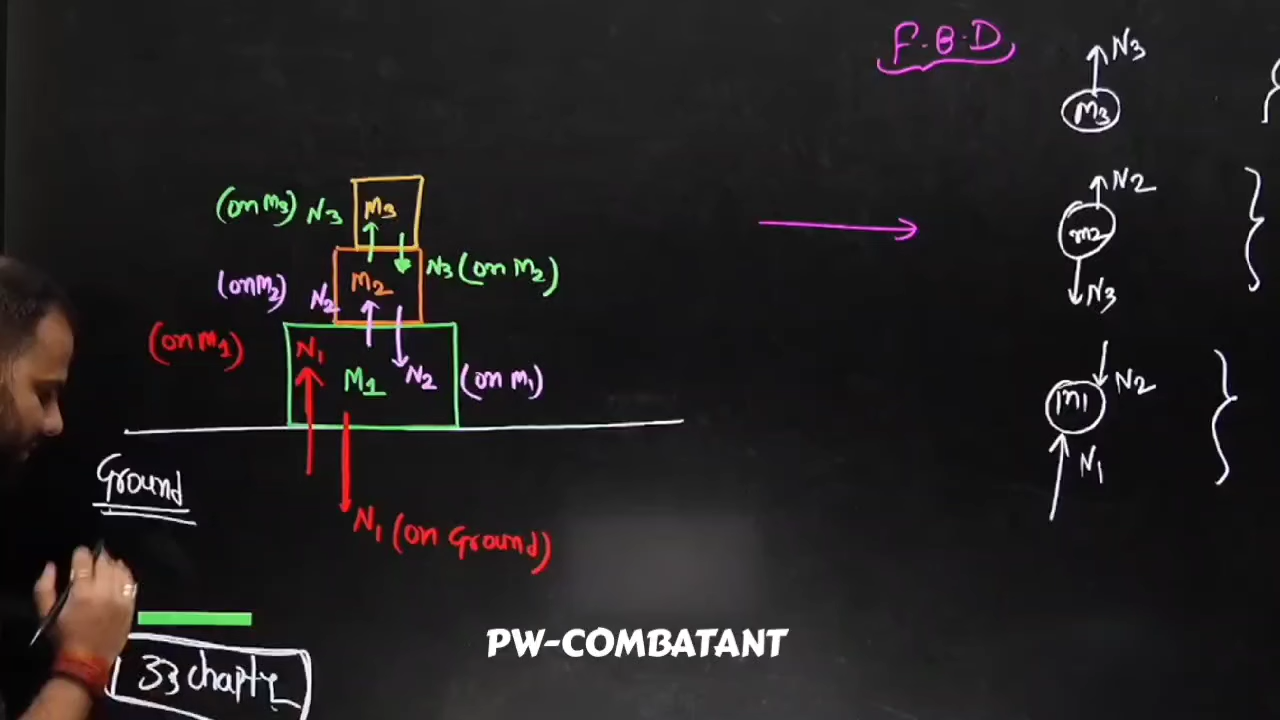 F.B.D
N3
M3
N2
m2
N3
N2
m1
N1
(on M3) N3 M3
N3 (on M2)
(on M2) N2 M2
(on M1) N1 M1 N2 (on M1)
Ground
N1 (on Ground)
PW-COMBATANT
33 chapte